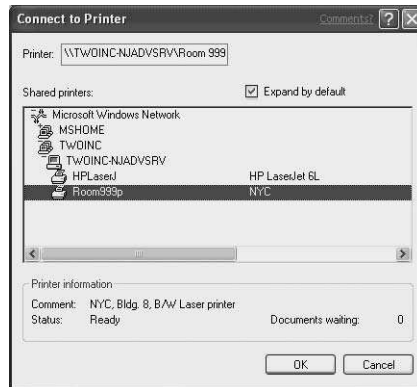 Connect to Printer Comments? ?
Printer: \\TWOINC-NJADVSRV\Room 999
Shared printers: Expand by default
Microsoft Windows Network
MSHOME
TWOINC
TWOINC-NJADVSRV
HPLaserJ HP LaserJet 6L
Room999p NYC
Printer information
Comment: NYC, Bldg. 8, B/W Laser printer
Status: Ready Documents waiting: 0
OK Cancel